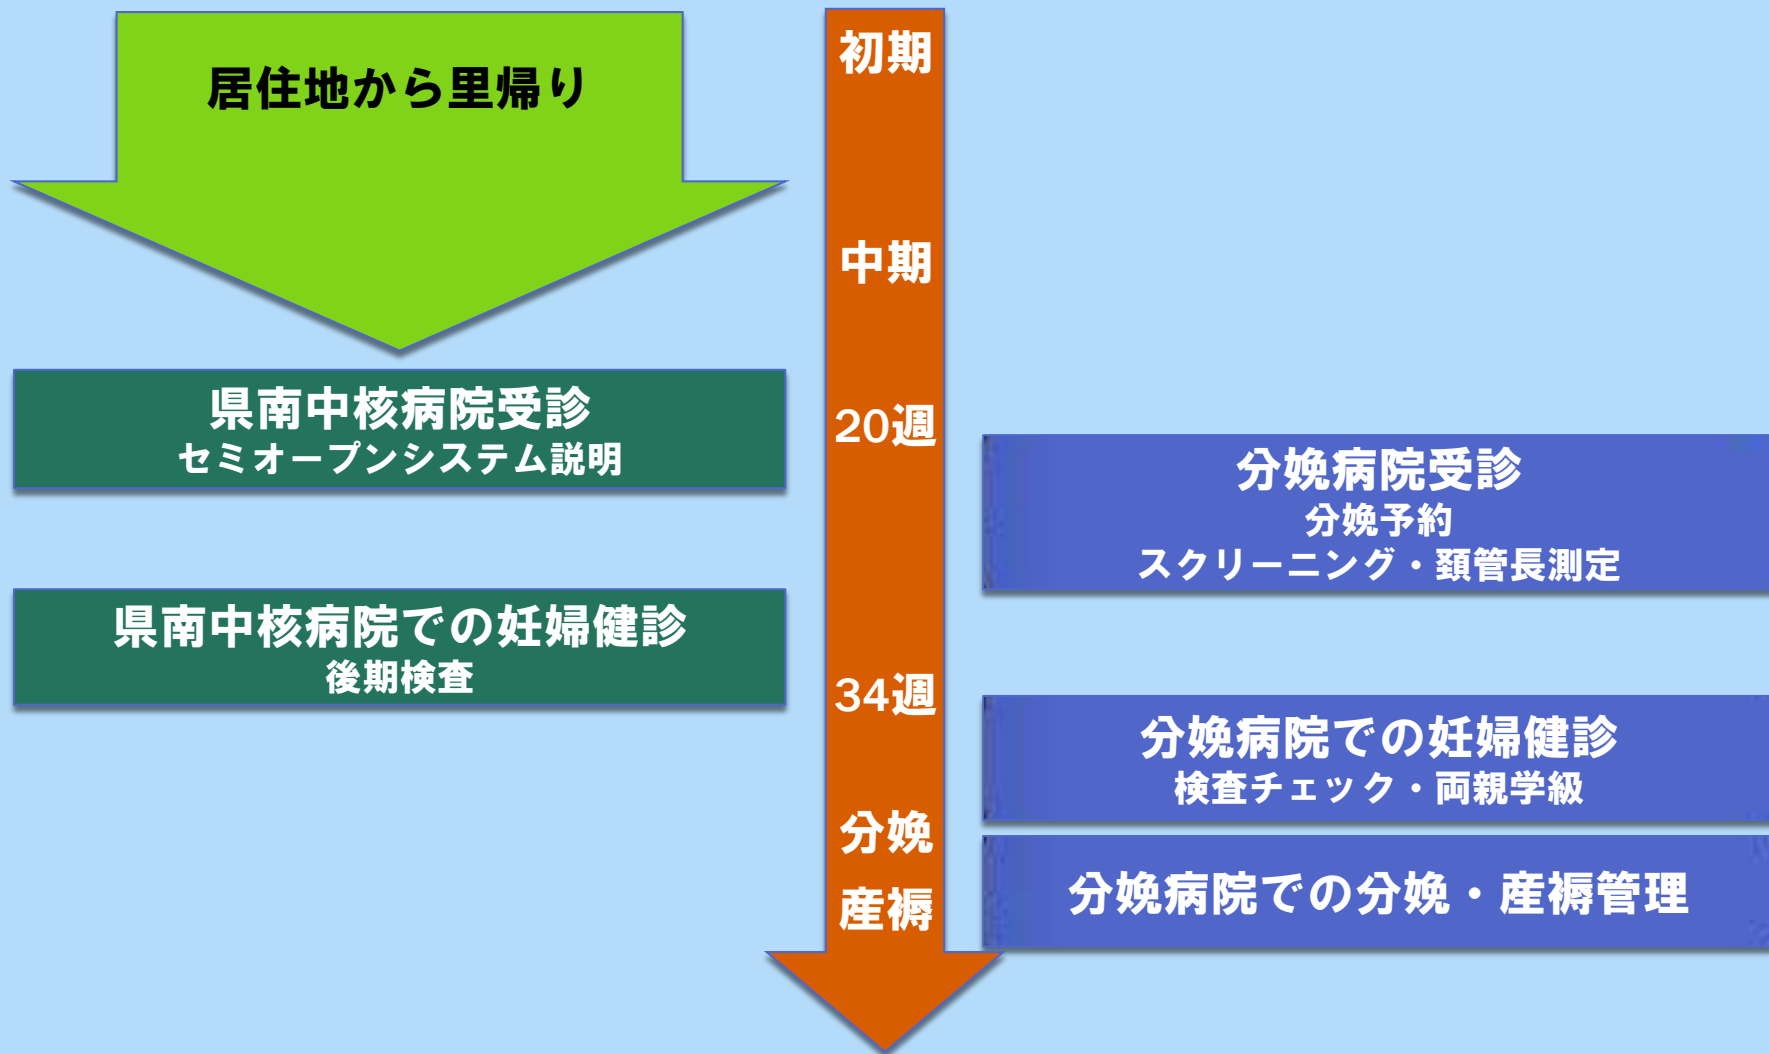 居住地から里帰り
初期
中期
県南中核病院受診
セミオープンシステム説明
20週
分娩病院受診
分娩予約
スクリーニング・頚管長測定
県南中核病院での妊婦健診
後期検査
34週
分娩病院での妊婦健診
検査チェック・両親学級
分娩
産褥
分娩病院での分娩・産褥管理